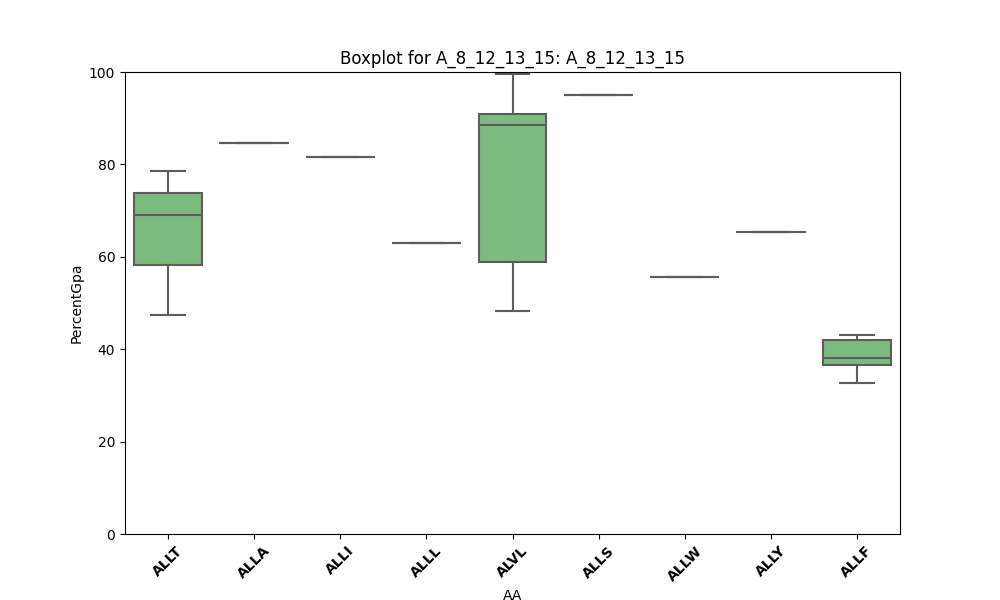 Boxplot for A_8_12_13_15: A_8_12_13_15
PercentGpa
100
80
60
40
20
0
ALLT ALLA ALLI ALLL ALVL ALLS ALLW ALLY ALLF
AA